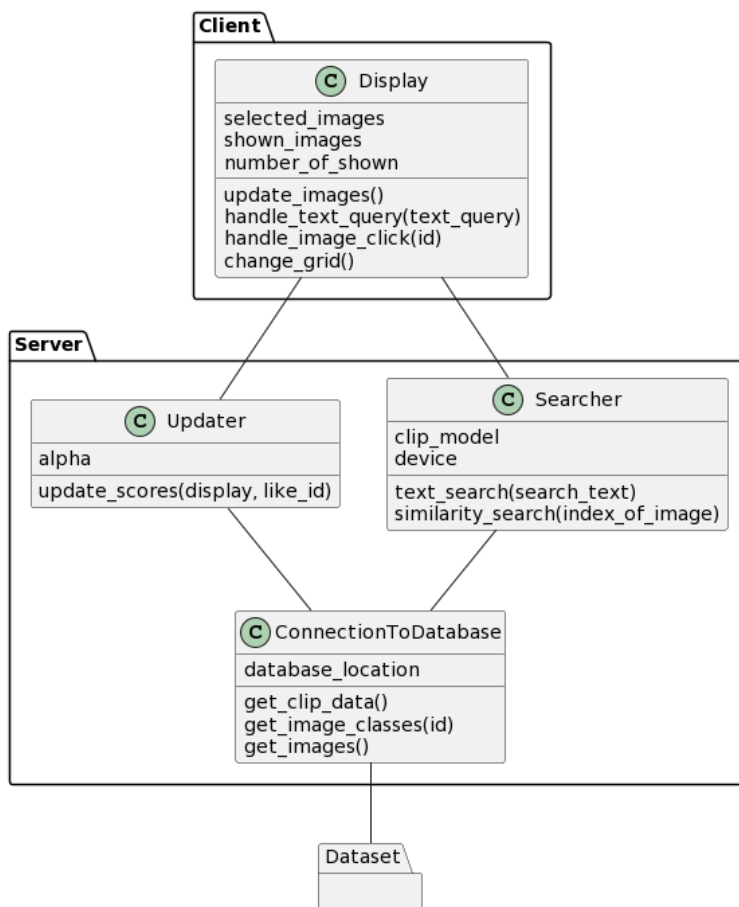 Client
C Display
selected_images
shown_images
number_of_shown
update_images()
handle_text_query(text_query)
handle_image_click(id)
change_grid()
Server
C Updater
alpha
update_scores(display, like_id)
C Searcher
clip_model
device
text_search(search_text)
similarity_search(index_of_image)
C ConnectionToDatabase
database_location
get_clip_data()
get_image_classes(id)
get_images()
Dataset